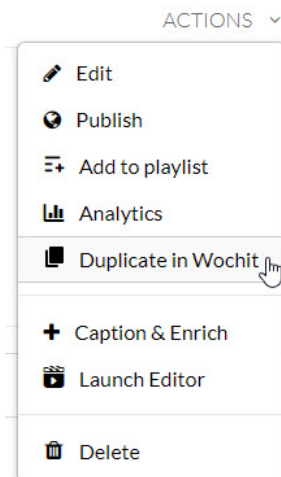 ACTIONS
Edit
Publish
Add to playlist
Analytics
Duplicate in Wochit
Caption & Enrich
Launch Editor
Delete